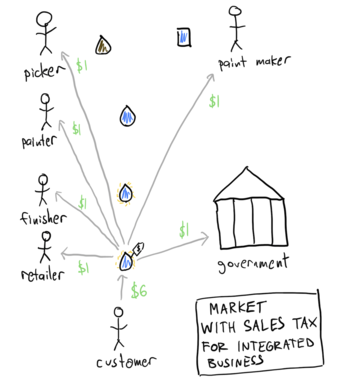 picker
$1
paint maker
$1
painter
$1
finisher
$1
retailer
$1
$1
government
$
$6
customer
MARKET
WITH SALES TAX
FOR INTEGRATED
BUSINESS